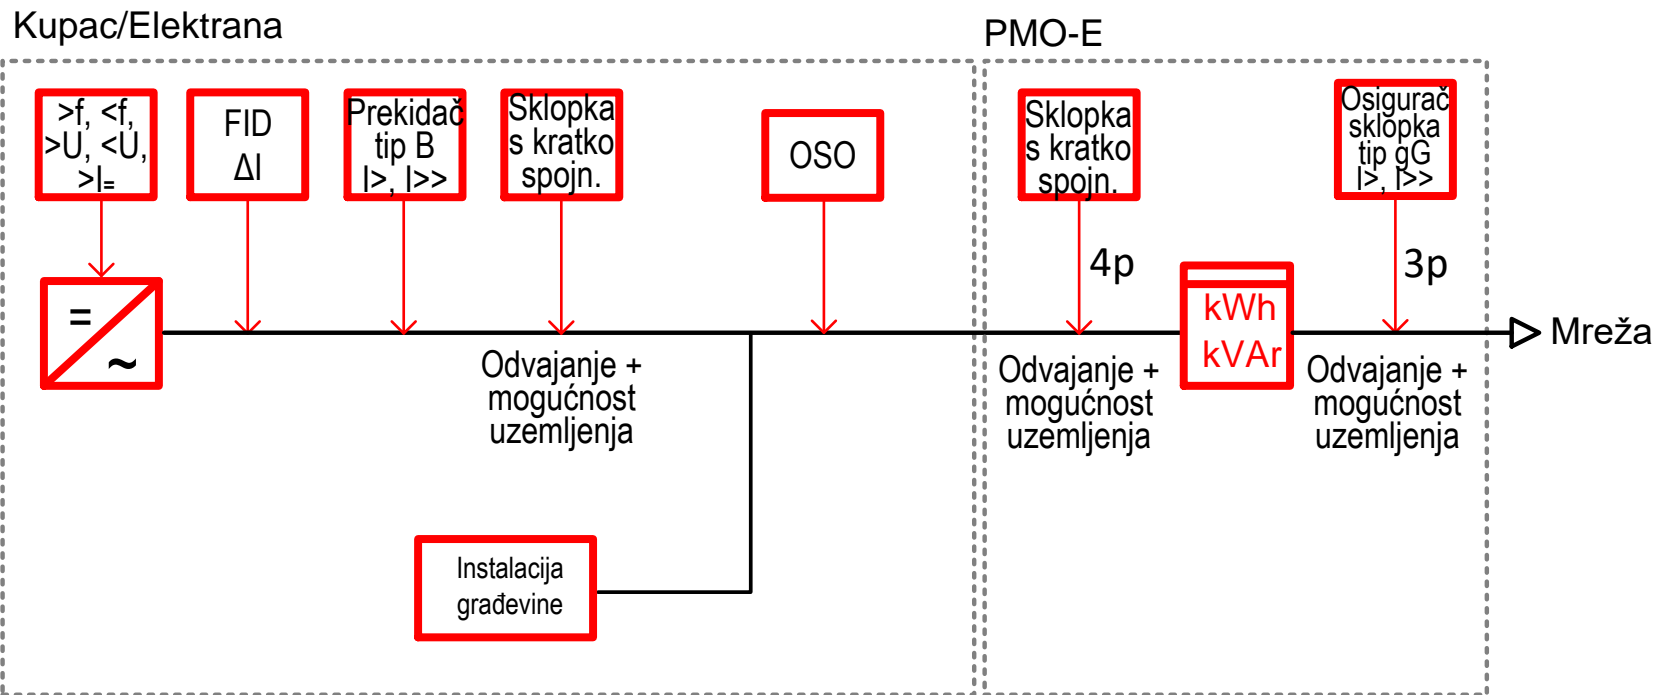 Kupac/Elektrana
PMO-E
>f, <f,
>U, <U,
>I=
FID
ΔI
Prekidač
tip B
I>, I>>
Sklopka
s kratko
spojn.
OSO
Sklopka
s kratko
spojn.
Osigurač
sklopka
tip gG
I>, I>>
4p
3p
=
~
kWh
kVAr
Mreža
Odvajanje +
mogućnost
uzemljenja
Odvajanje +
mogućnost
uzemljenja
Odvajanje +
mogućnost
uzemljenja
Instalacija
građevine